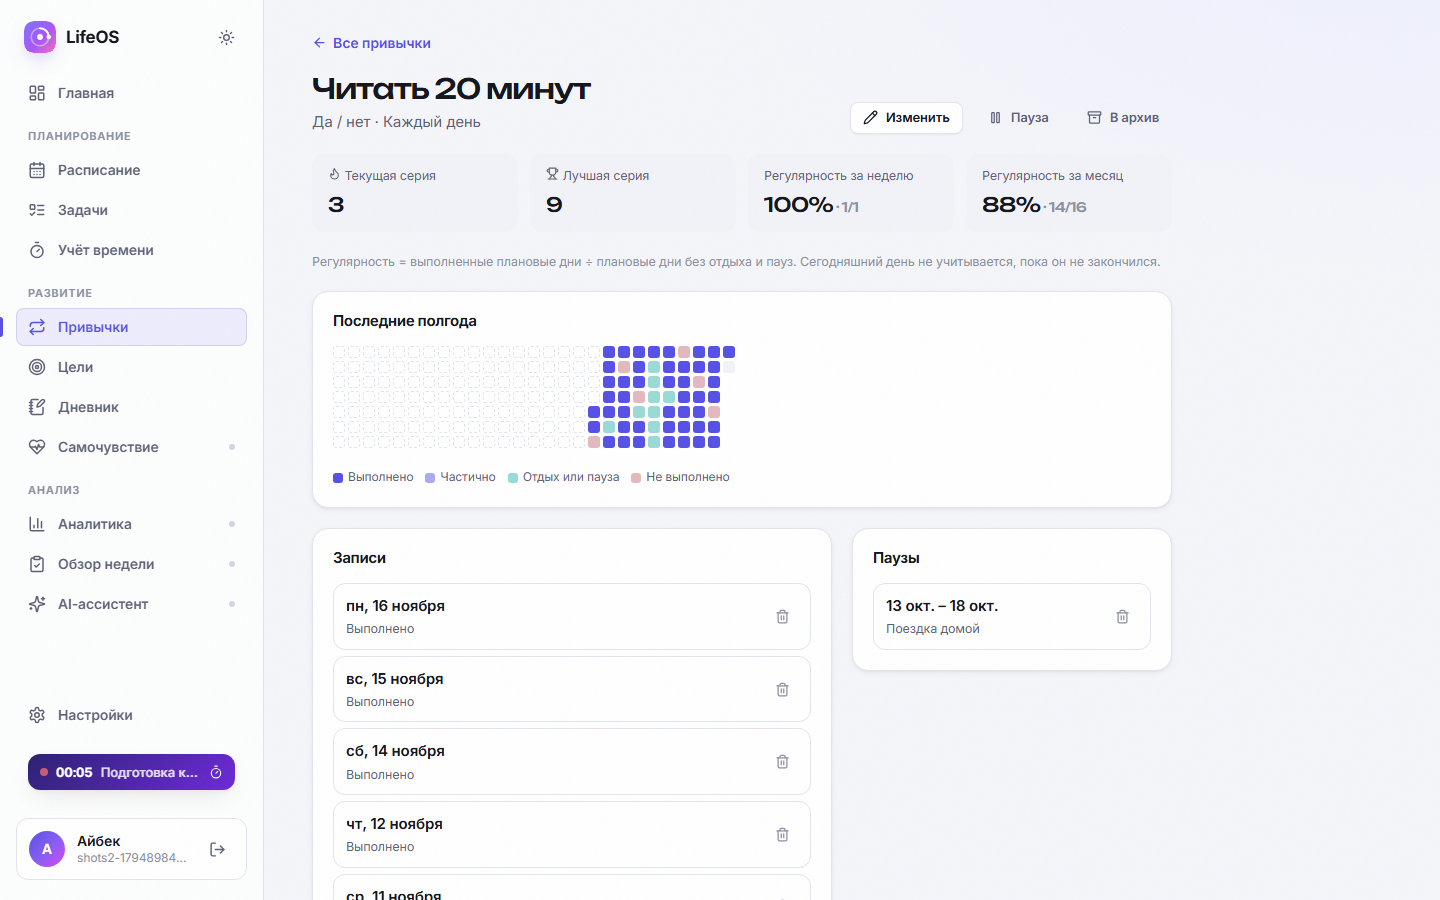 LifeOS
Главная
ПЛАНИРОВАНИЕ
Расписание
Задачи
Учёт времени
РАЗВИТИЕ
Привычки
Цели
Дневник
Самочувствие
АНАЛИЗ
Аналитика
Обзор недели
AI-ассистент
Настройки
00:05 Подготовка к...
А
Айбек
shots2-17948984...
Все привычки
Читать 20 минут
Да / нет · Каждый день
Изменить
Пауза
В архив
Текущая серия
3
Лучшая серия
9
Регулярность за неделю
100% · 1/1
Регулярность за месяц
88% · 14/16
Регулярность = выполненные плановые дни ÷ плановые дни без отдыха и пауз. Сегодняшний день не учитывается, пока он не закончился.
Последние полгода
Выполнено
Частично
Отдых или пауза
Не выполнено
Записи
пн, 16 ноября
Выполнено
вс, 15 ноября
Выполнено
сб, 14 ноября
Выполнено
чт, 12 ноября
Выполнено
ср, 11 ноября
Паузы
13 окт. – 18 окт.
Поездка домой